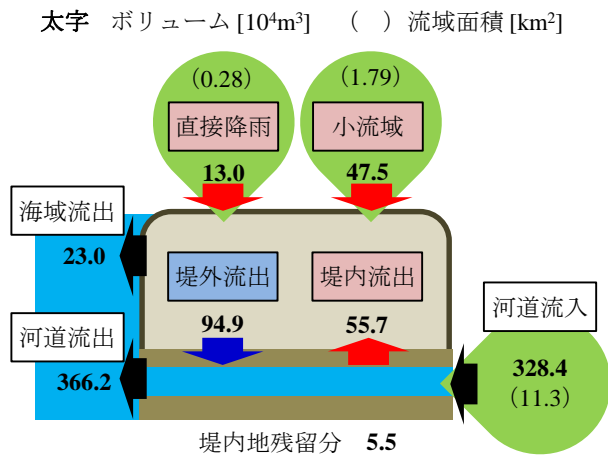 太字 ボリューム [10⁴m³] （ ）流域面積 [km²]
（0.28）
直接降雨
13.0
（1.79）
小流域
47.5
海域流出
23.0
堤外流出
94.9
堤内流出
55.7
河道流出
366.2
河道流入
328.4
（11.3）
堤内地残留分 5.5